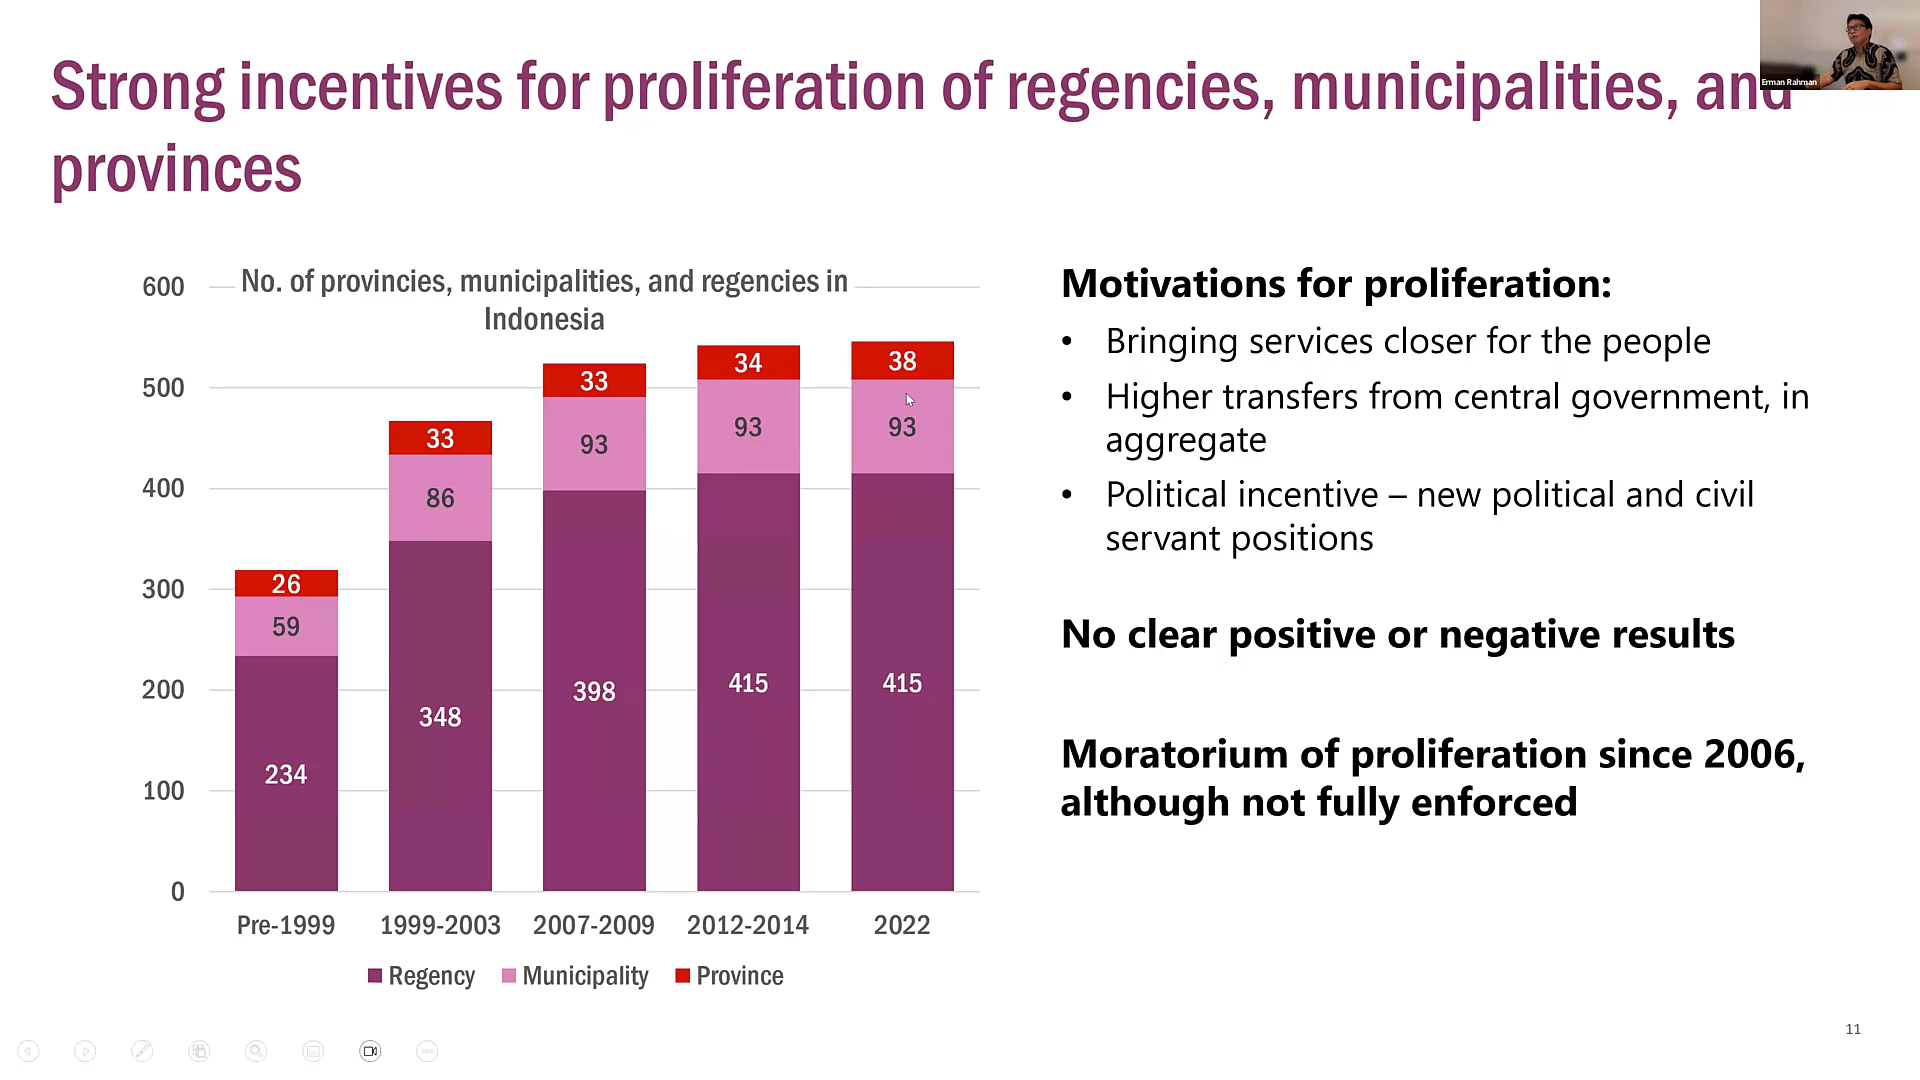 Strong incentives for proliferation of regencies, municipalities, and
provinces
Erman Rahman
No. of provincies, municipalities, and regencies in
Indonesia
600
500
400
300
200
100
0
26
59
234
33
86
348
33
93
398
34
93
415
38
93
415
Pre-1999 1999-2003 2007-2009 2012-2014 2022
Regency Municipality Province
Motivations for proliferation:
• Bringing services closer for the people
• Higher transfers from central government, in
aggregate
• Political incentive – new political and civil
servant positions
No clear positive or negative results
Moratorium of proliferation since 2006,
although not fully enforced
11